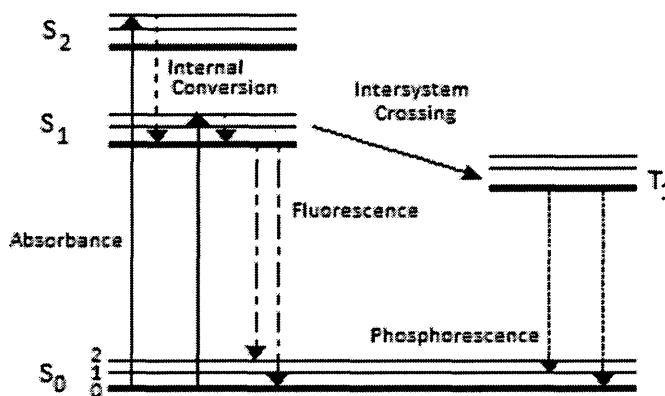 S2
Internal
Conversion
Intersystem
Crossing
S1
T1
Fluorescence
Absorbance
Phosphorescence
2
1
S0
0